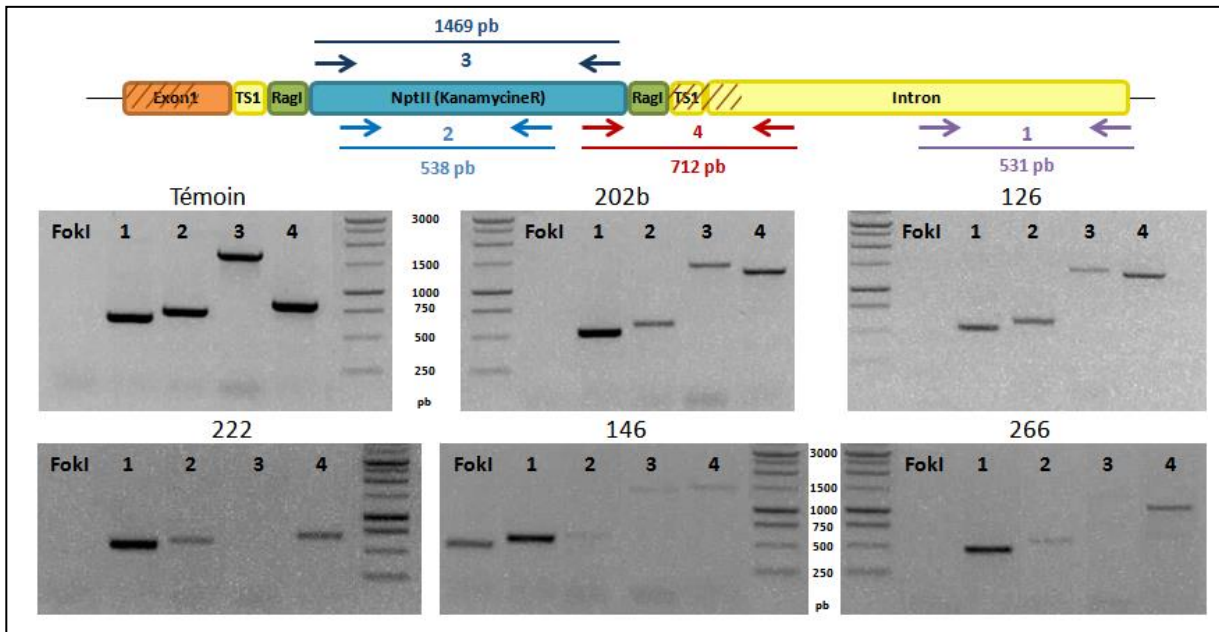 1469 pb
3
Exon1 TS1 RagI NptII (KanamycineR) RagI TS1 Intron
2 4 1
538 pb 712 pb 531 pb
Témoin 202b 126
FokI 1 2 3 4 3000 FokI 1 2 3 4 FokI 1 2 3 4
1500
1000
750
500
250
pb
222 146 266
FokI 1 2 3 4 FokI 1 2 3 4 3000 FokI 1 2 3 4
1500
1000
750
500
250
pb